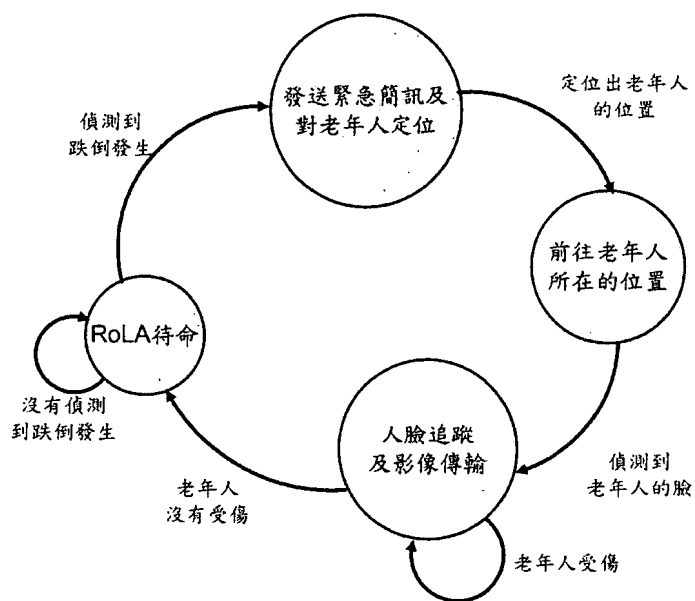 發送緊急簡訊及
對老年人定位
定位出老年人
的位置
偵測到
跌倒發生
前往老年人
所在的位置
RoLA待命
沒有偵測
到跌倒發生
人臉追蹤
及影像傳輸
偵測到
老年人的臉
老年人
沒有受傷
老年人受傷